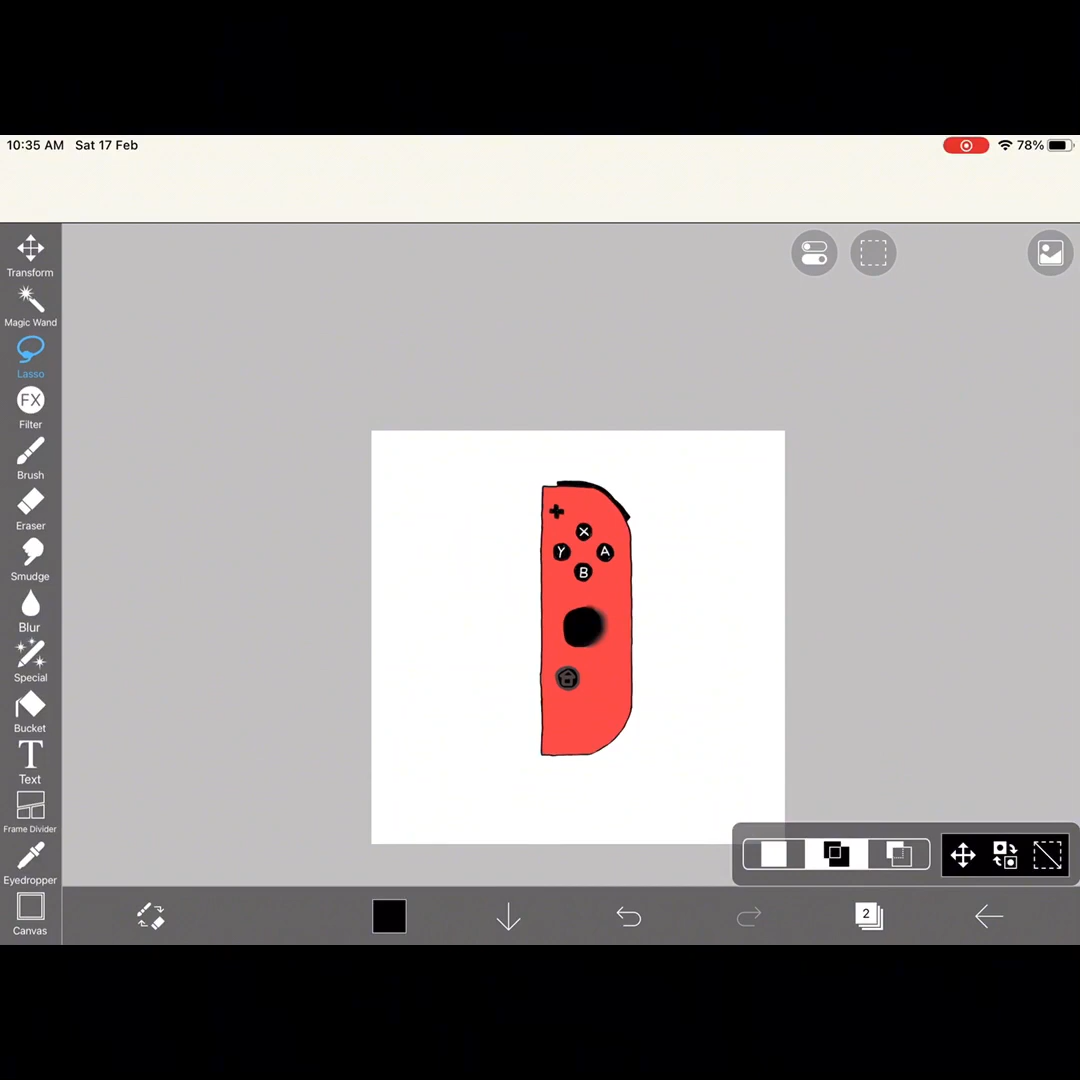 10:35 AM Sat 17 Feb
78%
Transform
Magic Wand
Lasso
FX
Filter
Brush
Eraser
Smudge
Blur
Special
Bucket
T
Text
Frame Divider
Eyedropper
Canvas
X
Y A
B
2